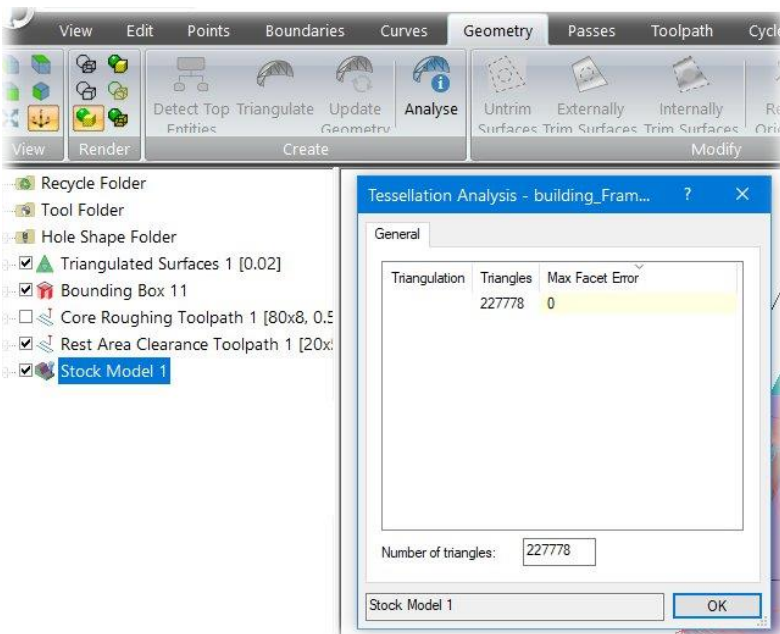 View Edit Points Boundaries Curves Geometry Passes Toolpath
Detect Top Entities
Triangulate
Update Geometry
Analyse
Untrim Surfaces
Externally Trim Surfaces
Internally Trim Surfaces
View Render Create Modify
Recycle Folder
Tool Folder
Hole Shape Folder
Triangulated Surfaces 1 [0.02]
Bounding Box 11
Core Roughing Toolpath 1 [80x8, 0.5
Rest Area Clearance Toolpath 1 [20x
Stock Model 1
Tessellation Analysis - building_Fram... ? ×
General
Triangulation Triangles Max Facet Error
227778 0
Number of triangles: 227778
Stock Model 1 OK